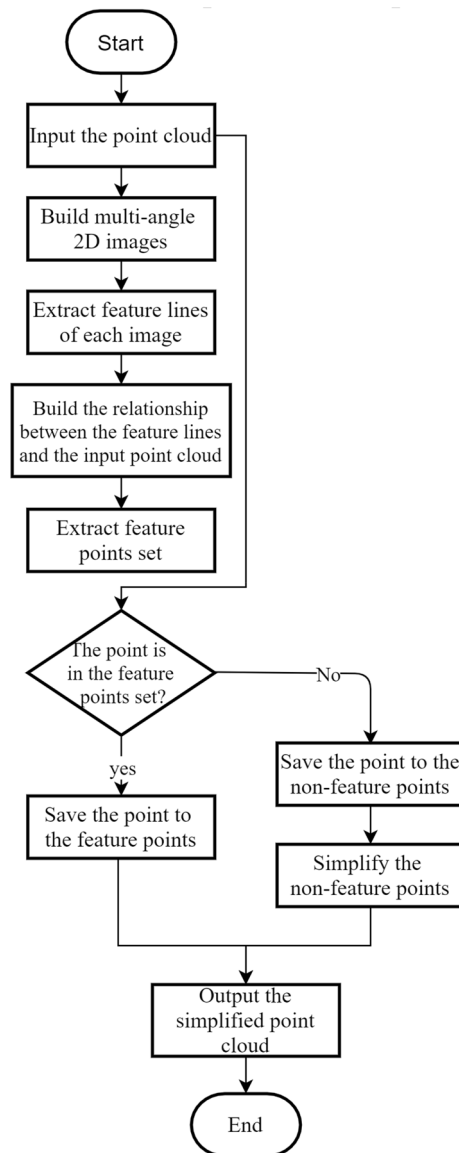 Start
Input the point cloud
Build multi-angle
2D images
Extract feature lines
of each image
Build the relationship
between the feature lines
and the input point cloud
Extract feature
points set
The point is
in the feature
points set?
No
yes
Save the point to
the feature points
Save the point to the
non-feature points
Simplify the
non-feature points
Output the
simplified point
cloud
End